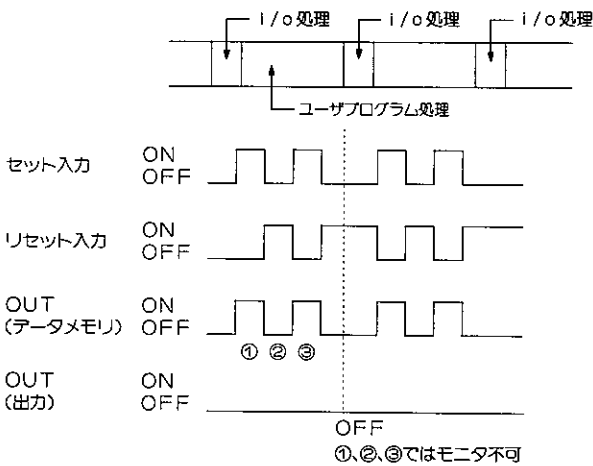 i/o処理 i/o処理 i/o処理
ユーザプログラム処理
セット入力 ON
OFF
リセット入力 ON
OFF
OUT ON
(データメモリ) OFF
① ② ③
OUT ON
(出力) OFF
OFF
①、②、③ではモニタ不可